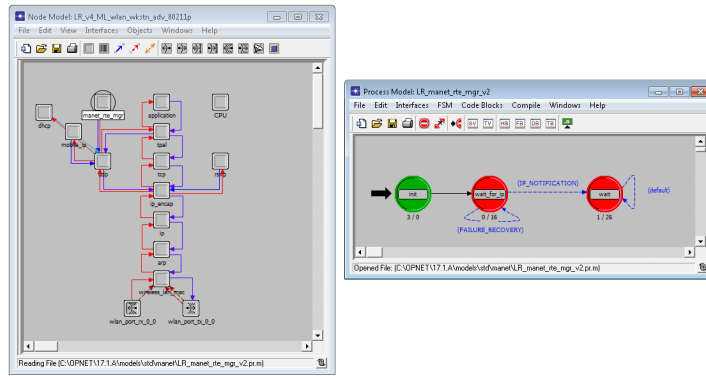 Node Model: LR_v4_ML_wlan_wkstn_adv_80211p
File Edit View Interfaces Objects Windows Help
manet_rte_mgr
application
CPU
dhcp
mobile_ip
tpal
udp
tcp
rsvp
ip_encap
ip
arp
wireless_lan_mac
wlan_port_rx_0_0
wlan_port_tx_0_0
Reading File (C:\OPNET\17.1.A\models\std\manet\LR_manet_rte_mgr_v2.pr.m)
Process Model: LR_manet_rte_mgr_v2
File Edit Interfaces FSM Code Blocks Compile Windows Help
SV TV HB FB DB TB
(IP_NOTIFICATION)
init
wait_for_ip
wait
(default)
3 / 0
0 / 16
1 / 26
(FAILURE_RECOVERY)
Opened File: (C:\OPNET\17.1.A\models\std\manet\LR_manet_rte_mgr_v2.pr.m)